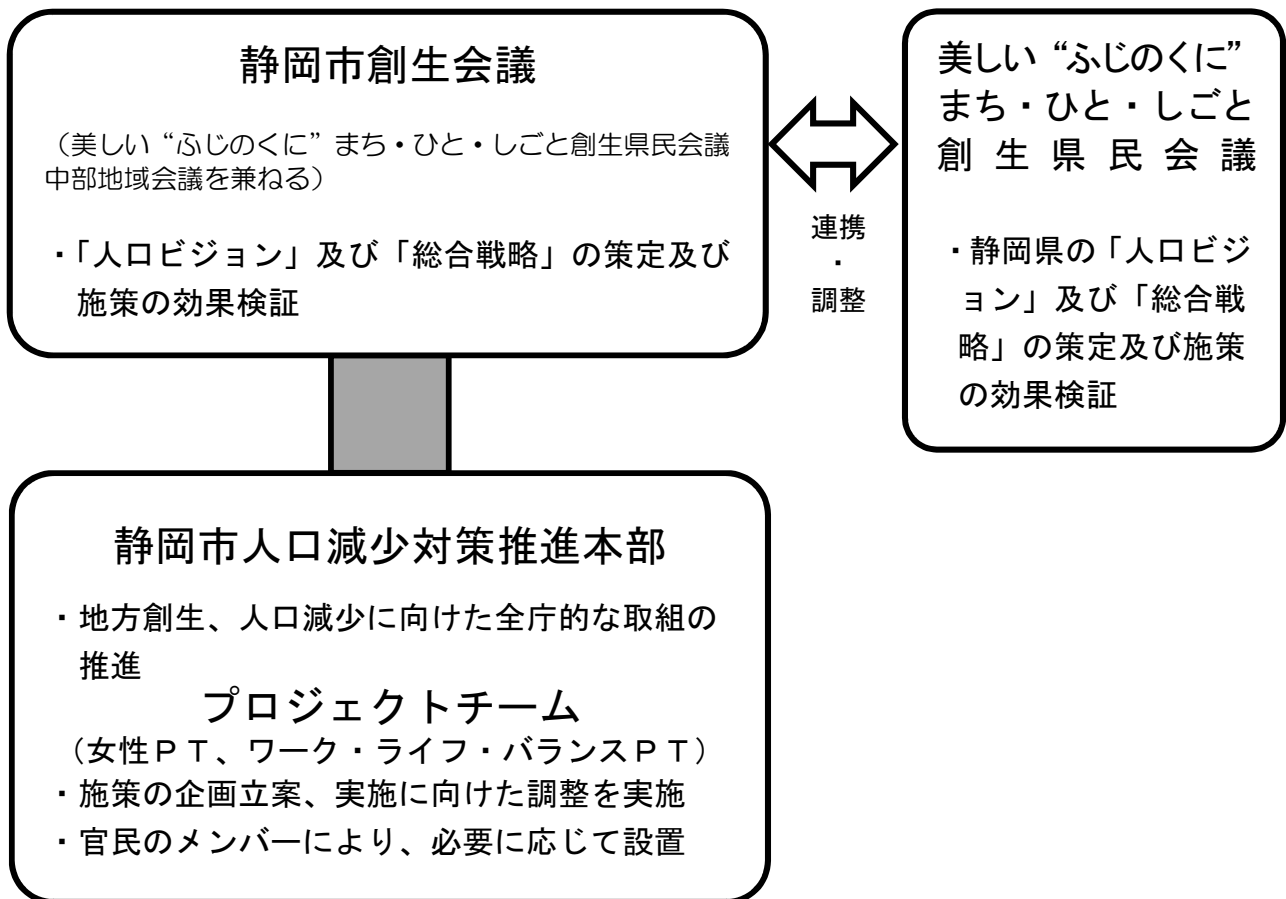 静岡市創生会議
（美しい“ふじのくに”まち・ひと・しごと創生県民会議
中部地域会議を兼ねる）
・「人口ビジョン」及び「総合戦略」の策定及び
施策の効果検証
連携
・
調整
美しい“ふじのくに”
まち・ひと・しごと
創生県民会議
・静岡県の「人口ビジ
ョン」及び「総合戦
略」の策定及び施策
の効果検証
静岡市人口減少対策推進本部
・地方創生、人口減少に向けた全庁的な取組の
推進
プロジェクトチーム
（女性ＰＴ、ワーク・ライフ・バランスＰＴ）
・施策の企画立案、実施に向けた調整を実施
・官民のメンバーにより、必要に応じて設置